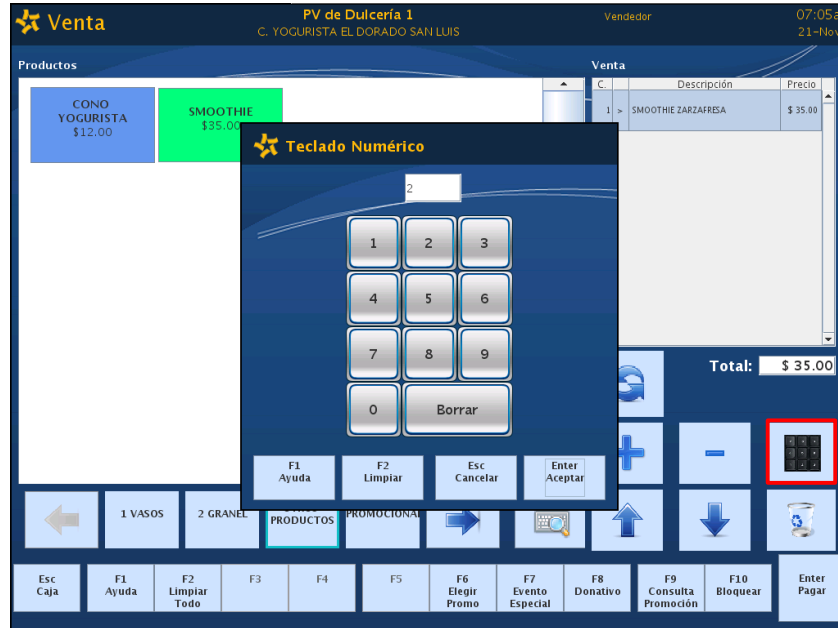 Venta
PV de Dulcería 1
C. YOGURISTA EL DORADO SAN LUIS
Vendedor
07:05a
21-Nov
Productos
CONO
YOGURISTA
$12.00
SMOOTHIE
$35.00
Venta
C. Descripción Precio
1 > SMOOTHIE ZARZAFRESA $ 35.00
Teclado Numérico
2
1 2 3
4 5 6
7 8 9
0 Borrar
F1
Ayuda
F2
Limpiar
Esc
Cancelar
Enter
Aceptar
Total: $ 35.00
1 VASOS
2 GRANEL
PRODUCTOS
PROMOCIONAL
Esc
Caja
F1
Ayuda
F2
Limpiar
Todo
F3
F4
F5
F6
Elegir
Promo
F7
Evento
Especial
F8
Donativo
F9
Consulta
Promoción
F10
Bloquear
Enter
Pagar